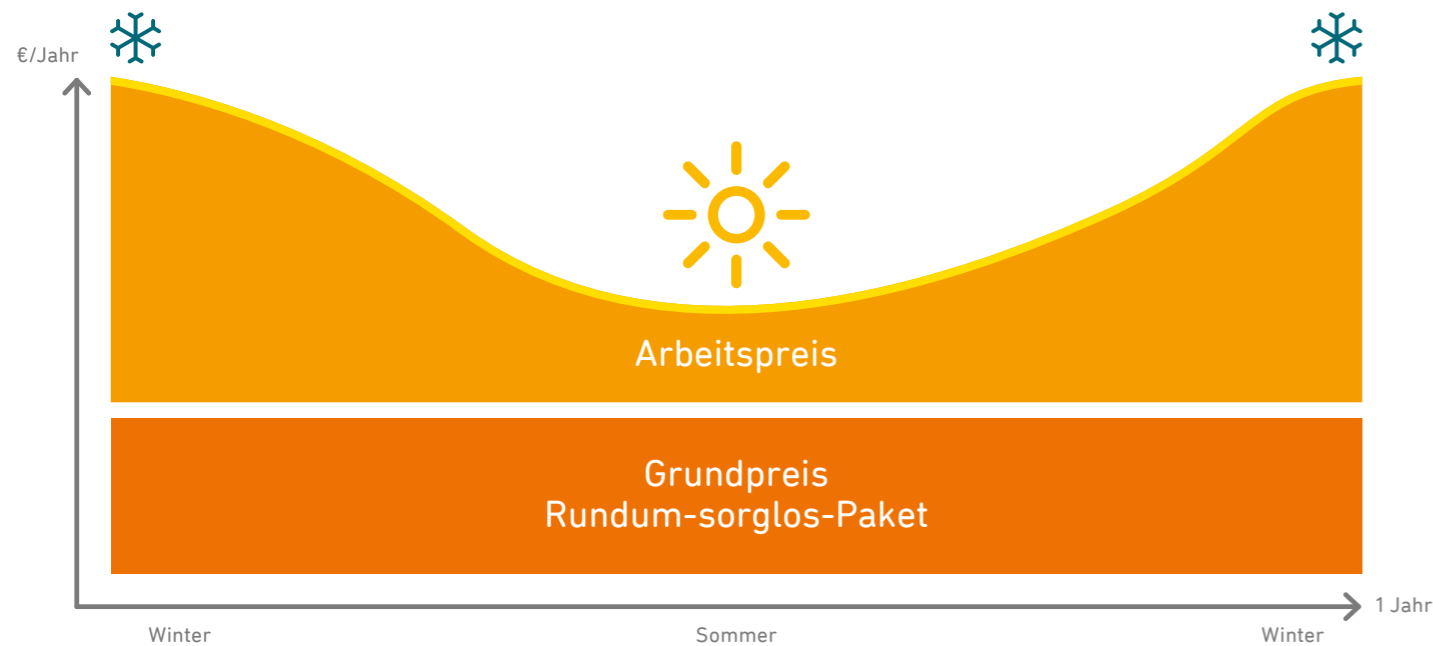 €/Jahr
Arbeitspreis
Grundpreis
Rundum-sorglos-Paket
1 Jahr
Winter
Sommer
Winter